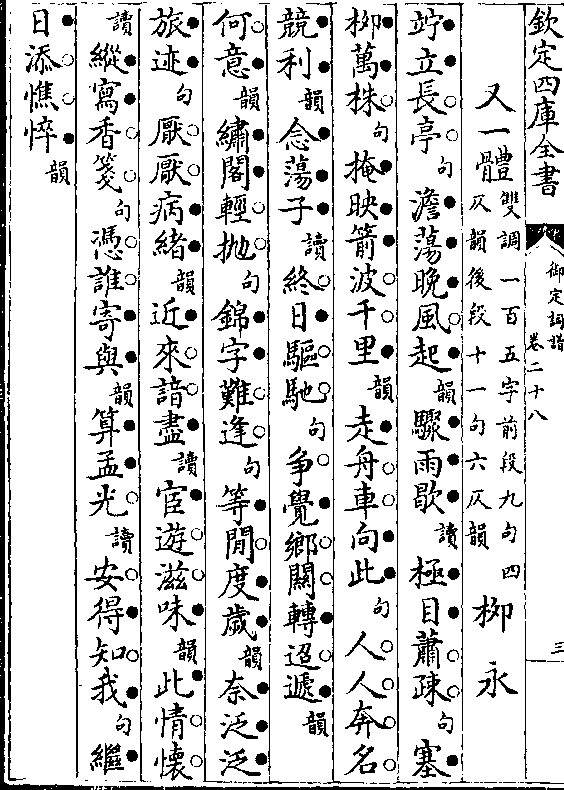 欽定四庫全書
御定詞譜
卷二十八
三
又一體雙調一百五字前段九句四仄韻後段十一句六仄韻 柳永
竚立長亭句澹蕩晚風起韻驟雨歇讀極目蕭疎句塞
柳萬株句掩映箭波千里韻走舟車向此句人人奔名
競利韻念蕩子讀終日驅馳句爭覺鄉關轉迢遞韻
何意韻繡閣輕抛句錦字難逢句等閒度歲韻奈泛泛
旅迹句厭厭病緒韻近來諳盡讀宦遊滋味韻此情懷
讀縱寫香箋句憑誰寄與韻算孟光讀安得知我句繼
日添憔悴韻